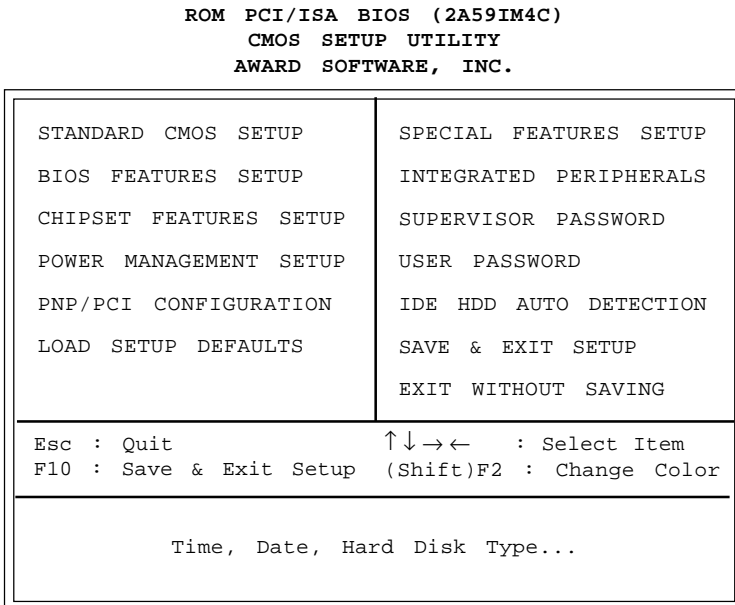 ROM PCI/ISA BIOS (2A59IM4C)
CMOS SETUP UTILITY
AWARD SOFTWARE, INC.
STANDARD CMOS SETUP
BIOS FEATURES SETUP
CHIPSET FEATURES SETUP
POWER MANAGEMENT SETUP
PNP/PCI CONFIGURATION
LOAD SETUP DEFAULTS
SPECIAL FEATURES SETUP
INTEGRATED PERIPHERALS
SUPERVISOR PASSWORD
USER PASSWORD
IDE HDD AUTO DETECTION
SAVE & EXIT SETUP
EXIT WITHOUT SAVING
Esc : Quit ↑↓→← : Select Item
F10 : Save & Exit Setup (Shift)F2 : Change Color
Time, Date, Hard Disk Type...